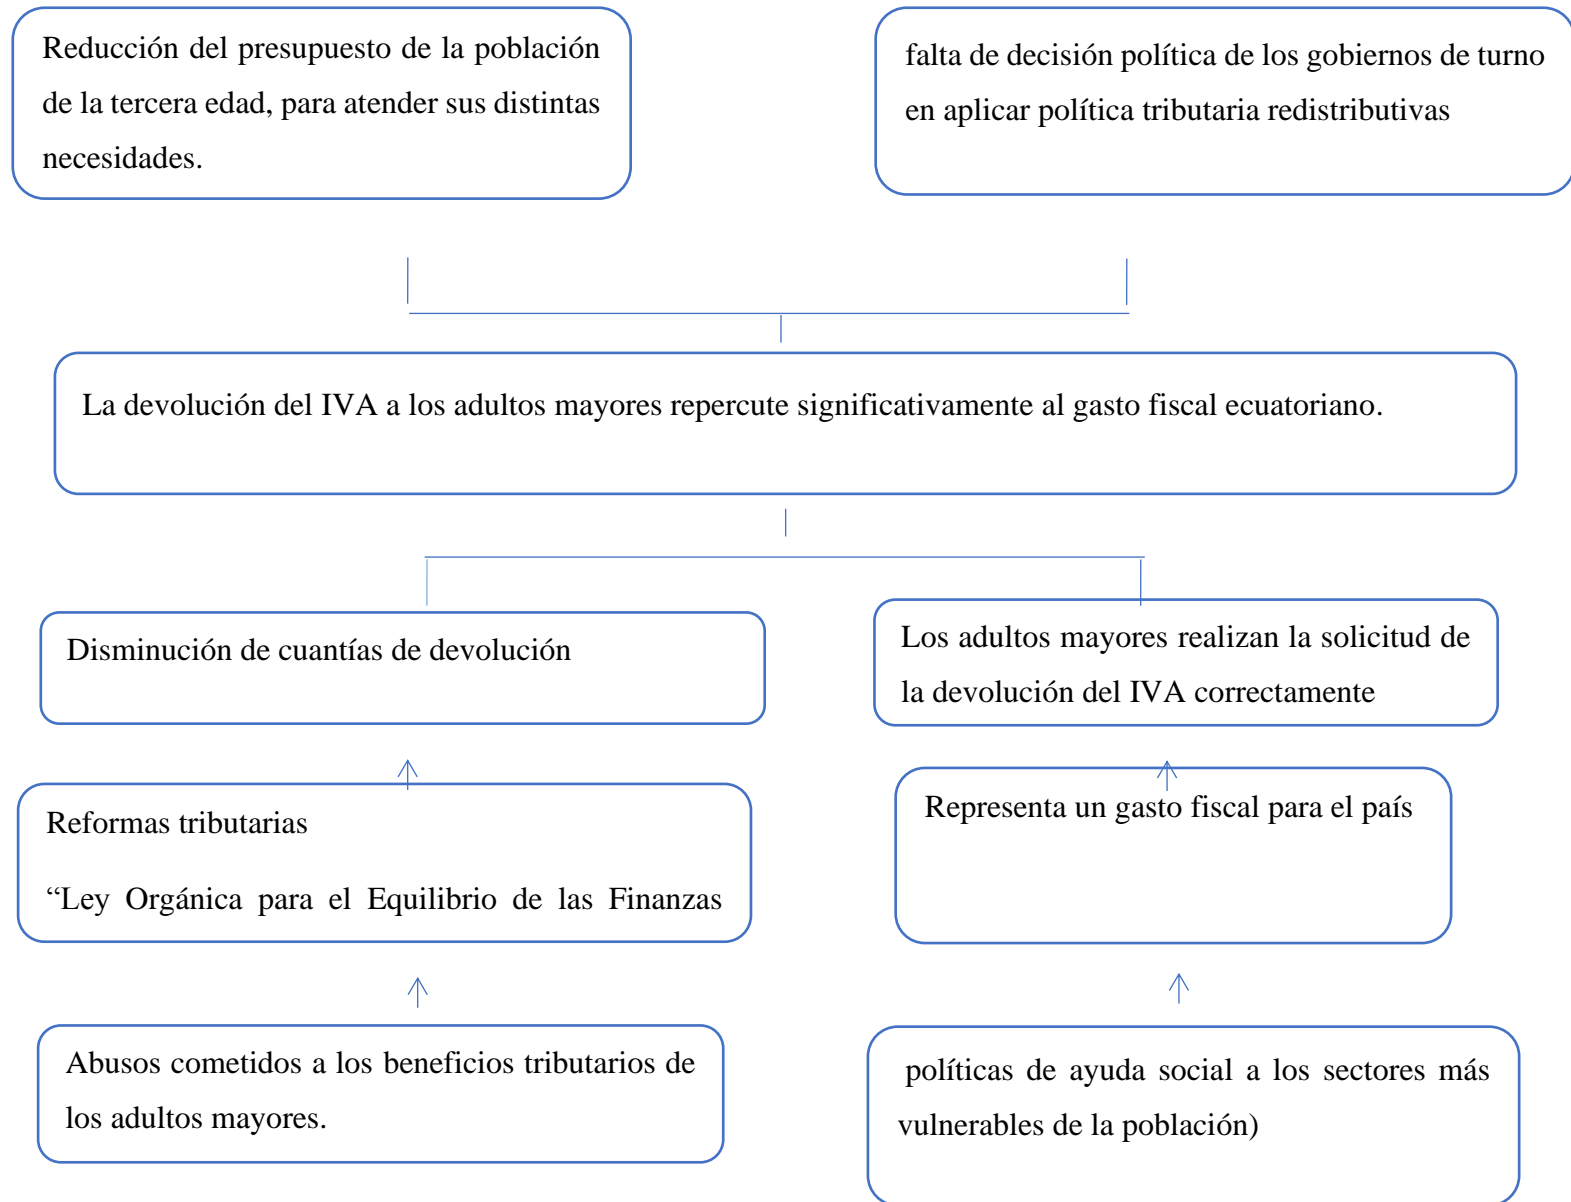 Reducción del presupuesto de la población
de la tercera edad, para atender sus distintas
necesidades.
falta de decisión política de los gobiernos de turno
en aplicar política tributaria redistributivas
La devolución del IVA a los adultos mayores repercute significativamente al gasto fiscal ecuatoriano.
Disminución de cuantías de devolución
Los adultos mayores realizan la solicitud de
la devolución del IVA correctamente
Reformas tributarias
“Ley Orgánica para el Equilibrio de las Finanzas
Representa un gasto fiscal para el país
Abusos cometidos a los beneficios tributarios de
los adultos mayores.
políticas de ayuda social a los sectores más
vulnerables de la población)